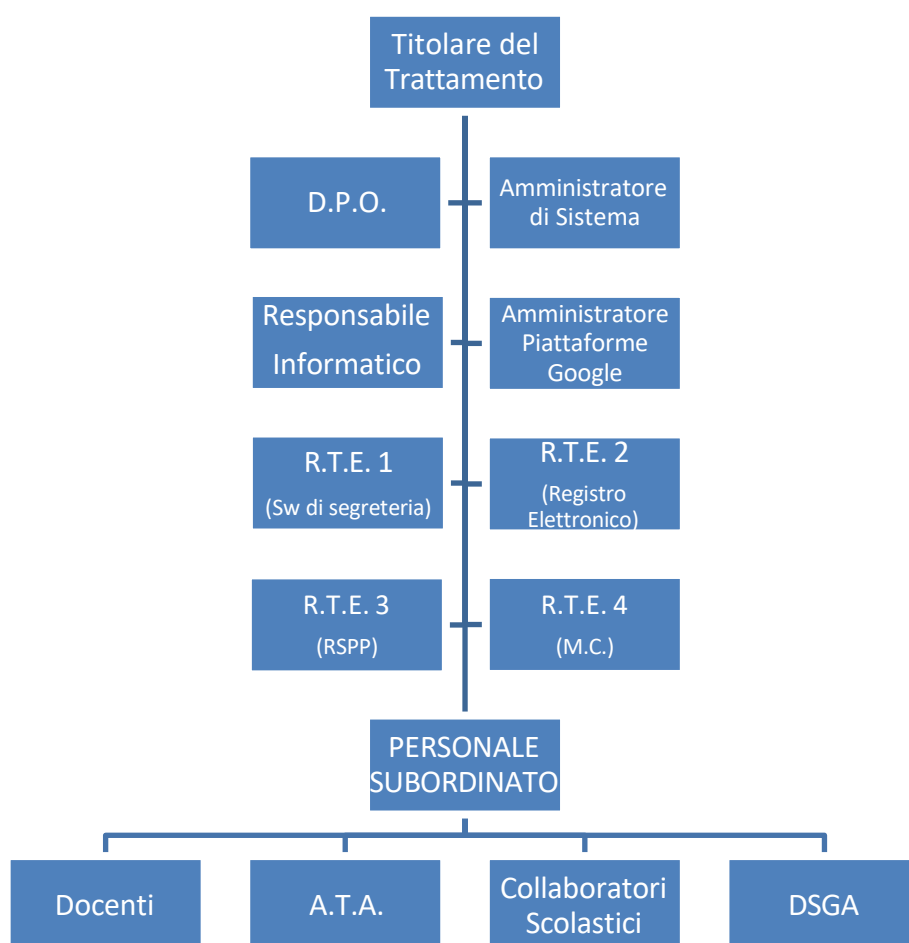 Titolare del
Trattamento
D.P.O.
Amministratore
di Sistema
Responsabile
Informatico
Amministratore
Piattaforme
Google
R.T.E. 1
(Sw di segreteria)
R.T.E. 2
(Registro
Elettronico)
R.T.E. 3
(RSPP)
R.T.E. 4
(M.C.)
PERSONALE
SUBORDINATO
Docenti
A.T.A.
Collaboratori
Scolastici
DSGA